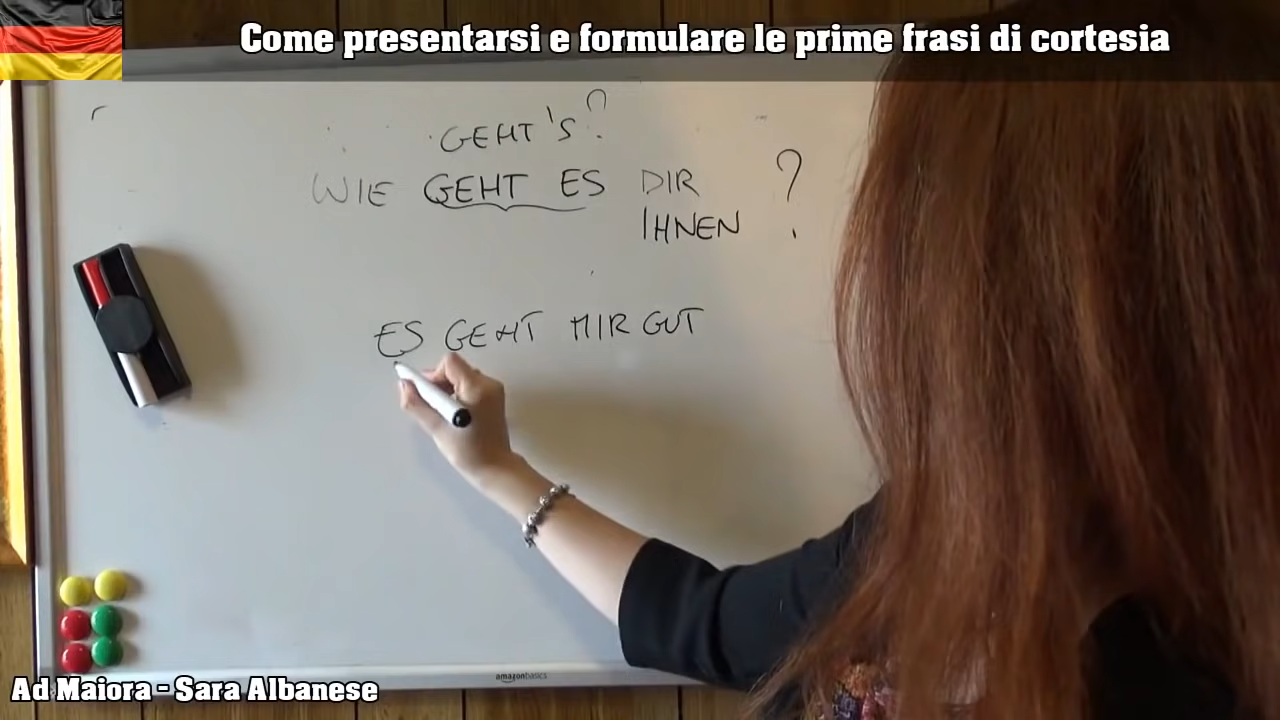 Come presentarsi e formulare le prime frasi di cortesia
GEHT'S?
WIE GEHT ES DIR ?
IHNEN
ES GEHT MIR GUT
amazonbasics
Ad Maiora - Sara Albanese